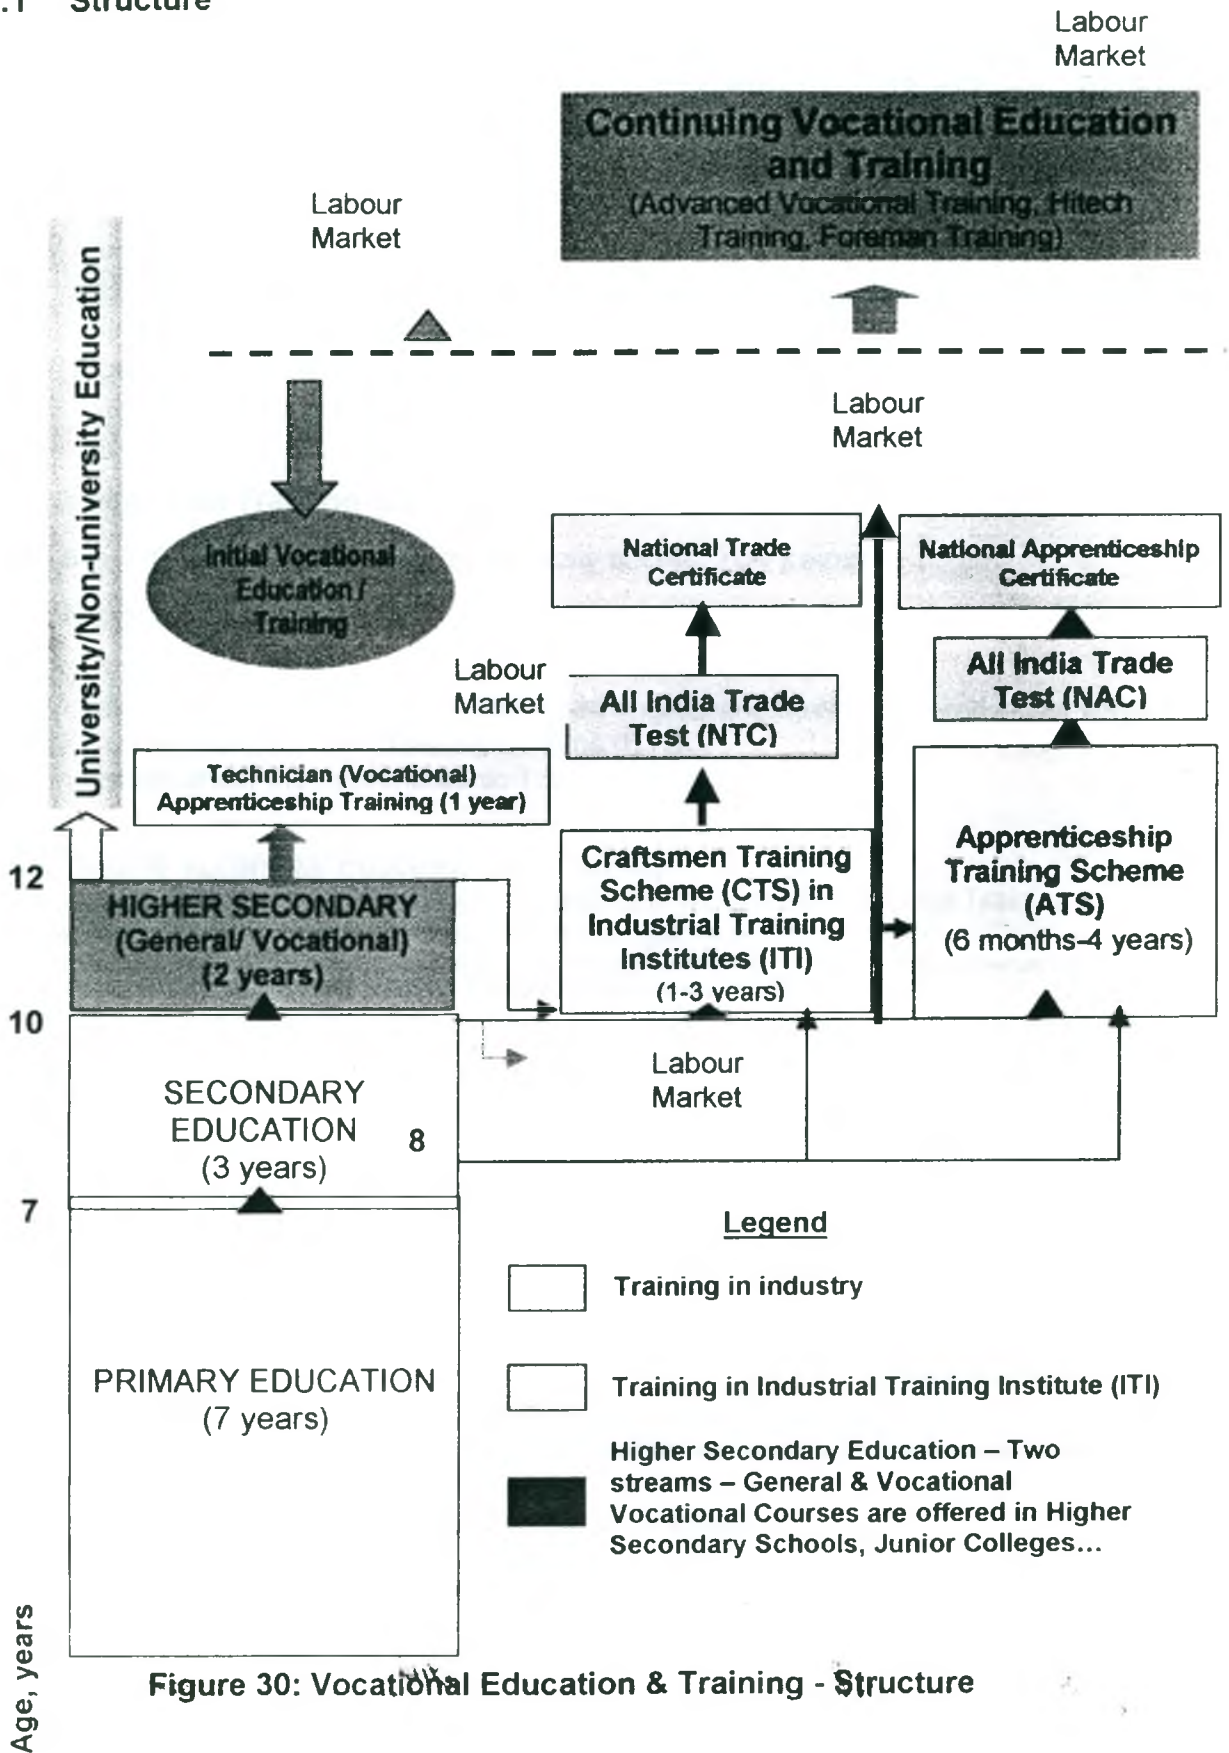 .1 Structure
Labour
Market
Continuing Vocational Education
and Training
(Advanced Vocational Training, Hitech
Training, Foreman Training)
Labour
Market
University/Non-university Education
Labour
Market
Initial Vocational
Education /
Training
National Trade
Certificate
National Apprenticeship
Certificate
Labour
Market
All India Trade
Test (NTC)
All India Trade
Test (NAC)
Technician (Vocational)
Apprenticeship Training (1 year)
Craftsmen Training
Scheme (CTS) in
Industrial Training
Institutes (ITI)
(1-3 years)
Apprenticeship
Training Scheme
(ATS)
(6 months-4 years)
12
HIGHER SECONDARY
(General/ Vocational)
(2 years)
10
SECONDARY
EDUCATION
(3 years)
8
Labour
Market
7
PRIMARY EDUCATION
(7 years)
Legend
Training in industry
Training in Industrial Training Institute (ITI)
Higher Secondary Education – Two
streams – General & Vocational
Vocational Courses are offered in Higher
Secondary Schools, Junior Colleges...
Age, years
Figure 30: Vocational Education & Training - Structure